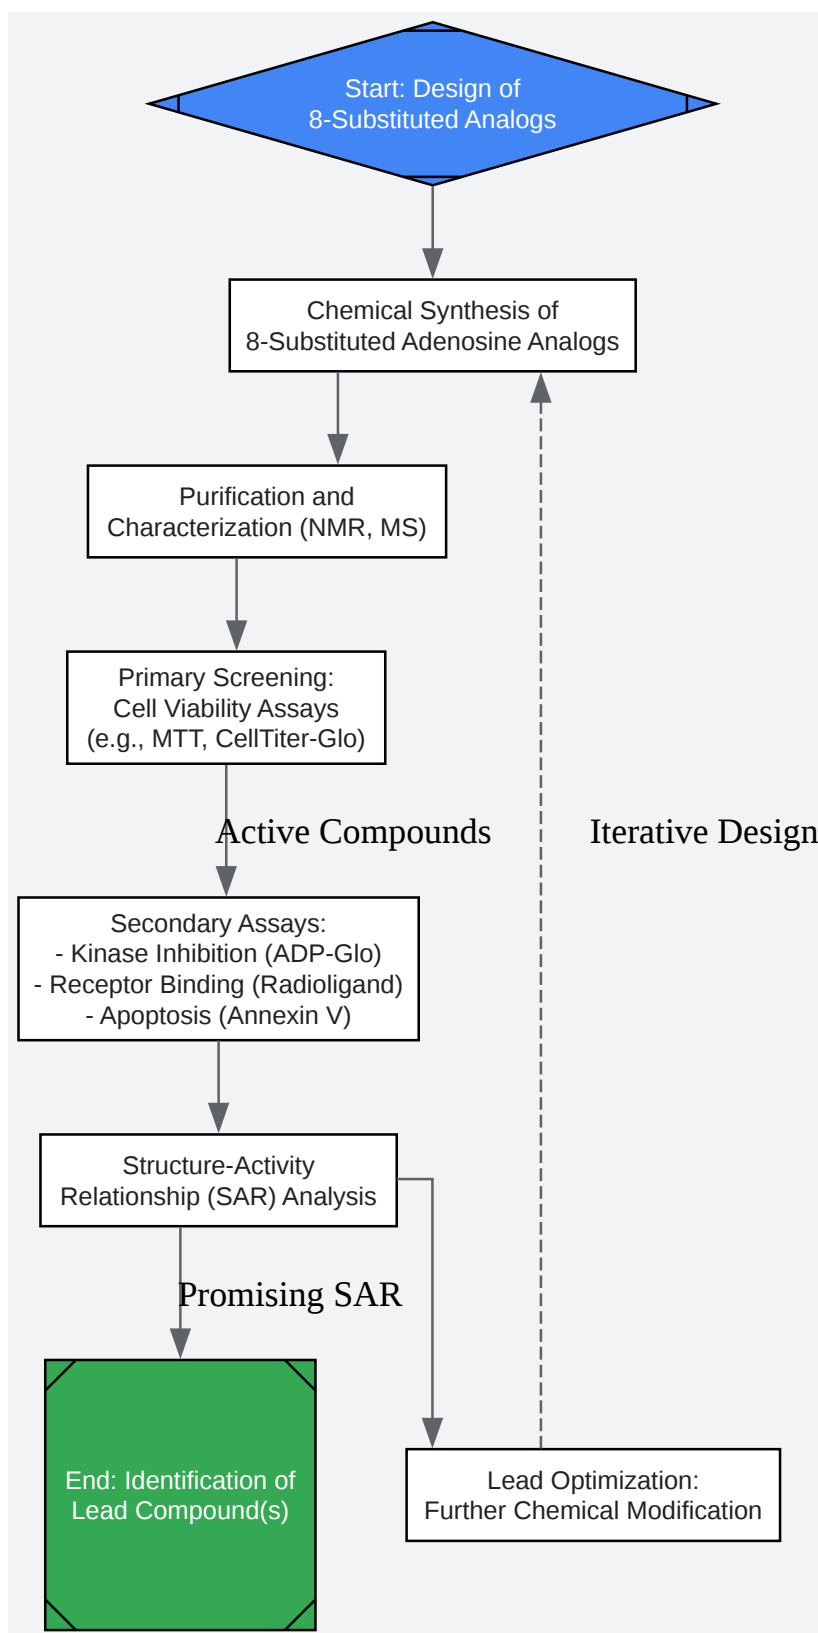 Start: Design of
8-Substituted Analogs
Chemical Synthesis of
8-Substituted Adenosine Analogs
Purification and
Characterization (NMR, MS)
Primary Screening:
Cell Viability Assays
(e.g., MTT, CellTiter-Glo)
Active Compounds
Iterative Design
Secondary Assays:
- Kinase Inhibition (ADP-Glo)
- Receptor Binding (Radioligand)
- Apoptosis (Annexin V)
Structure-Activity
Relationship (SAR) Analysis
Promising SAR
End: Identification of
Lead Compound(s)
Lead Optimization:
Further Chemical Modification